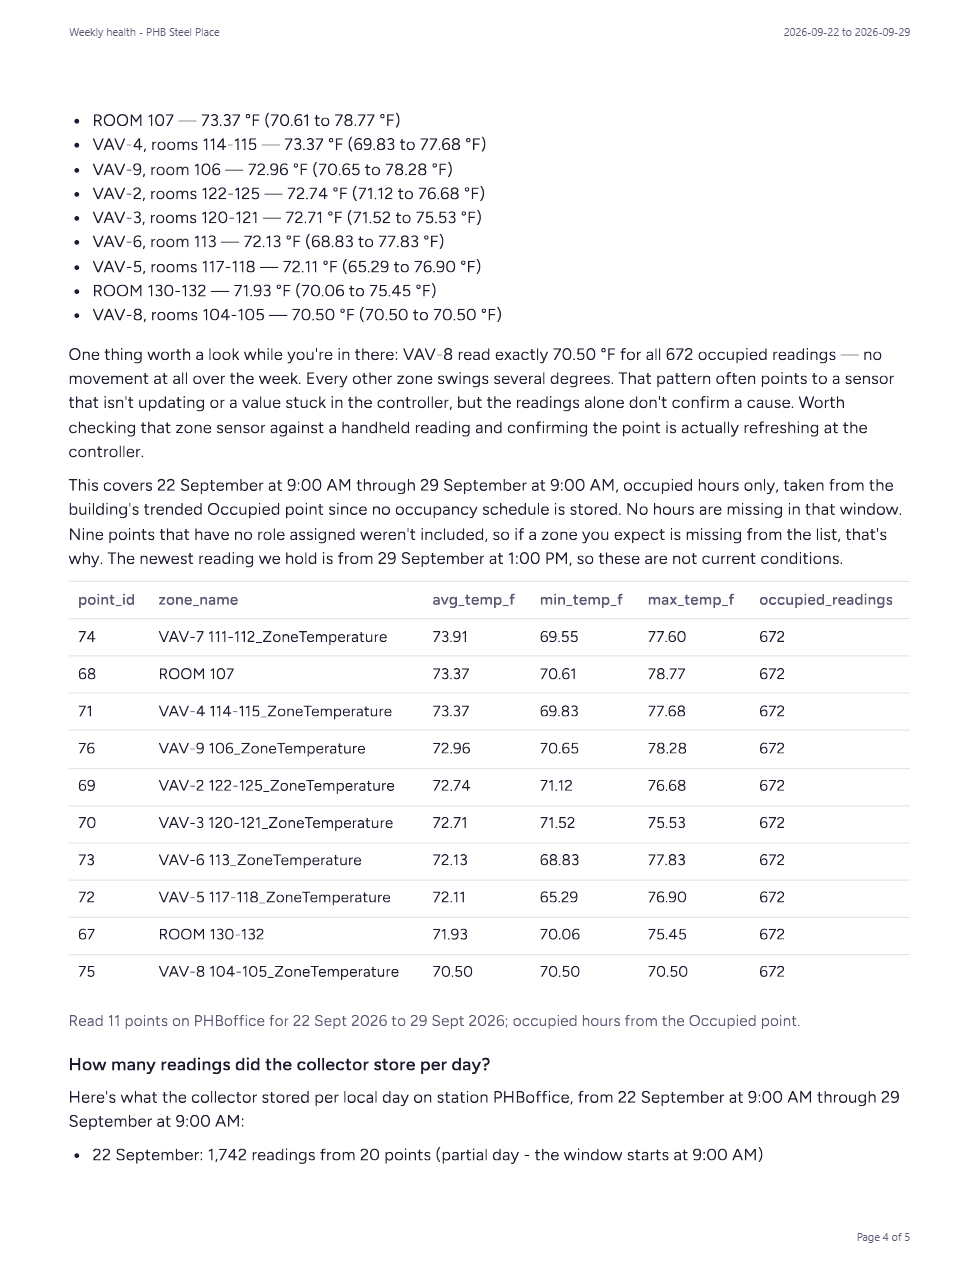 Weekly health - PHB Steel Place
2026-09-22 to 2026-09-29
• ROOM 107 — 73.37 °F (70.61 to 78.77 °F)
• VAV-4, rooms 114-115 — 73.37 °F (69.83 to 77.68 °F)
• VAV-9, room 106 — 72.96 °F (70.65 to 78.28 °F)
• VAV-2, rooms 122-125 — 72.74 °F (71.12 to 76.68 °F)
• VAV-3, rooms 120-121 — 72.71 °F (71.52 to 75.53 °F)
• VAV-6, room 113 — 72.13 °F (68.83 to 77.83 °F)
• VAV-5, rooms 117-118 — 72.11 °F (65.29 to 76.90 °F)
• ROOM 130-132 — 71.93 °F (70.06 to 75.45 °F)
• VAV-8, rooms 104-105 — 70.50 °F (70.50 to 70.50 °F)
One thing worth a look while you're in there: VAV-8 read exactly 70.50 °F for all 672 occupied readings — no
movement at all over the week. Every other zone swings several degrees. That pattern often points to a sensor
that isn't updating or a value stuck in the controller, but the readings alone don't confirm a cause. Worth
checking that zone sensor against a handheld reading and confirming the point is actually refreshing at the
controller.
This covers 22 September at 9:00 AM through 29 September at 9:00 AM, occupied hours only, taken from the
building's trended Occupied point since no occupancy schedule is stored. No hours are missing in that window.
Nine points that have no role assigned weren't included, so if a zone you expect is missing from the list, that's
why. The newest reading we hold is from 29 September at 1:00 PM, so these are not current conditions.
point_id zone_name avg_temp_f min_temp_f max_temp_f occupied_readings
74 VAV-7 111-112_ZoneTemperature 73.91 69.55 77.60 672
68 ROOM 107 73.37 70.61 78.77 672
71 VAV-4 114-115_ZoneTemperature 73.37 69.83 77.68 672
76 VAV-9 106_ZoneTemperature 72.96 70.65 78.28 672
69 VAV-2 122-125_ZoneTemperature 72.74 71.12 76.68 672
70 VAV-3 120-121_ZoneTemperature 72.71 71.52 75.53 672
73 VAV-6 113_ZoneTemperature 72.13 68.83 77.83 672
72 VAV-5 117-118_ZoneTemperature 72.11 65.29 76.90 672
67 ROOM 130-132 71.93 70.06 75.45 672
75 VAV-8 104-105_ZoneTemperature 70.50 70.50 70.50 672
Read 11 points on PHBoffice for 22 Sept 2026 to 29 Sept 2026; occupied hours from the Occupied point.
How many readings did the collector store per day?
Here's what the collector stored per local day on station PHBoffice, from 22 September at 9:00 AM through 29
September at 9:00 AM:
• 22 September: 1,742 readings from 20 points (partial day - the window starts at 9:00 AM)
Page 4 of 5